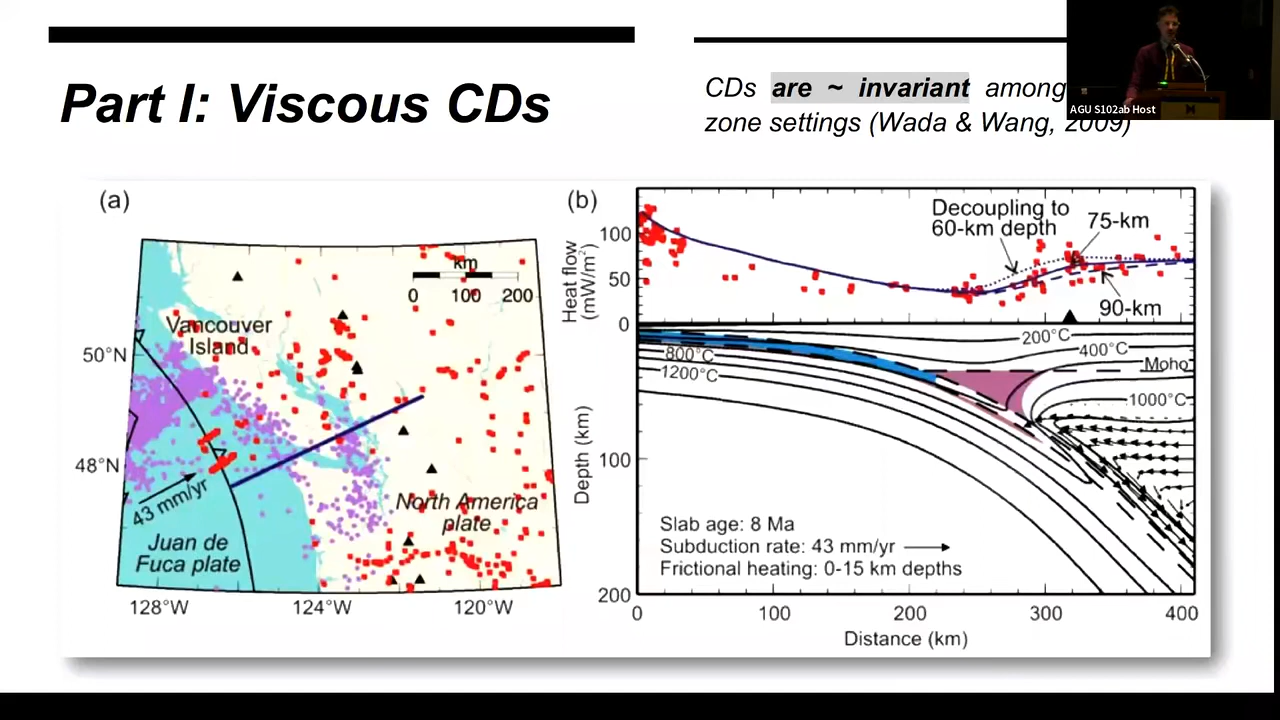 Part I: Viscous CDs
CDs are ~ invariant among
zone settings (Wada & Wang, 2009)
AGU S102ab Host
(a)
km
0 100 200
Vancouver
Island
50°N
48°N
43 mm/yr
North America
plate
Juan de
Fuca plate
128°W 124°W 120°W
(b)
Heat flow
(mW/m²)
100
50
0
Decoupling to
60-km depth
75-km
90-km
200°C
400°C
Moho
800°C
1200°C
1000°C
Depth (km)
100
200
Slab age: 8 Ma
Subduction rate: 43 mm/yr
Frictional heating: 0-15 km depths
0 100 200 300 400
Distance (km)